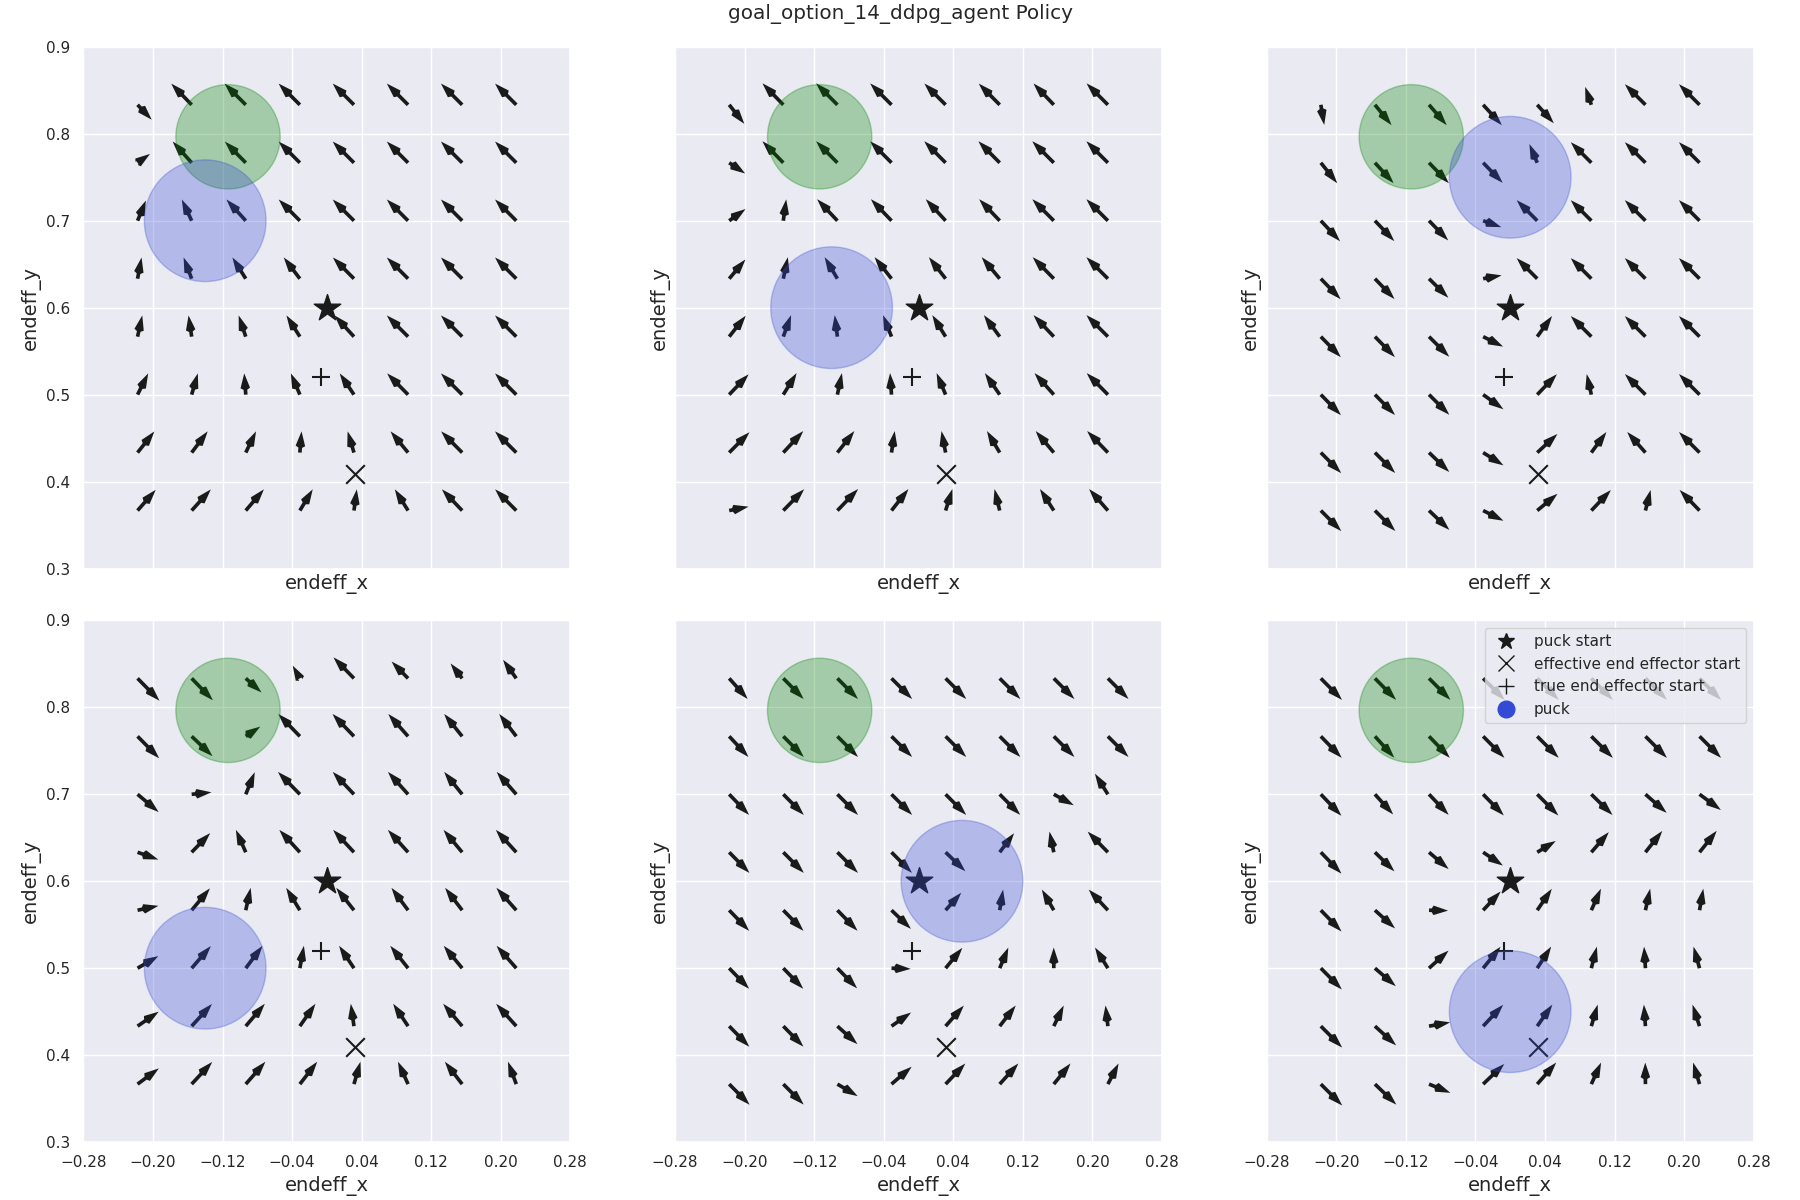 goal_option_14_ddpg_agent Policy
0.9
0.8
0.7
0.6
0.5
0.4
0.3
endeff_y
endeff_x
endeff_y
endeff_x
endeff_y
endeff_x
0.9
0.8
0.7
0.6
0.5
0.4
0.3
endeff_y
−0.28 −0.20 −0.12 −0.04 0.04 0.12 0.20 0.28
endeff_x
endeff_y
−0.28 −0.20 −0.12 −0.04 0.04 0.12 0.20 0.28
endeff_x
puck start
effective end effector start
true end effector start
puck
endeff_y
−0.28 −0.20 −0.12 −0.04 0.04 0.12 0.20 0.28
endeff_x